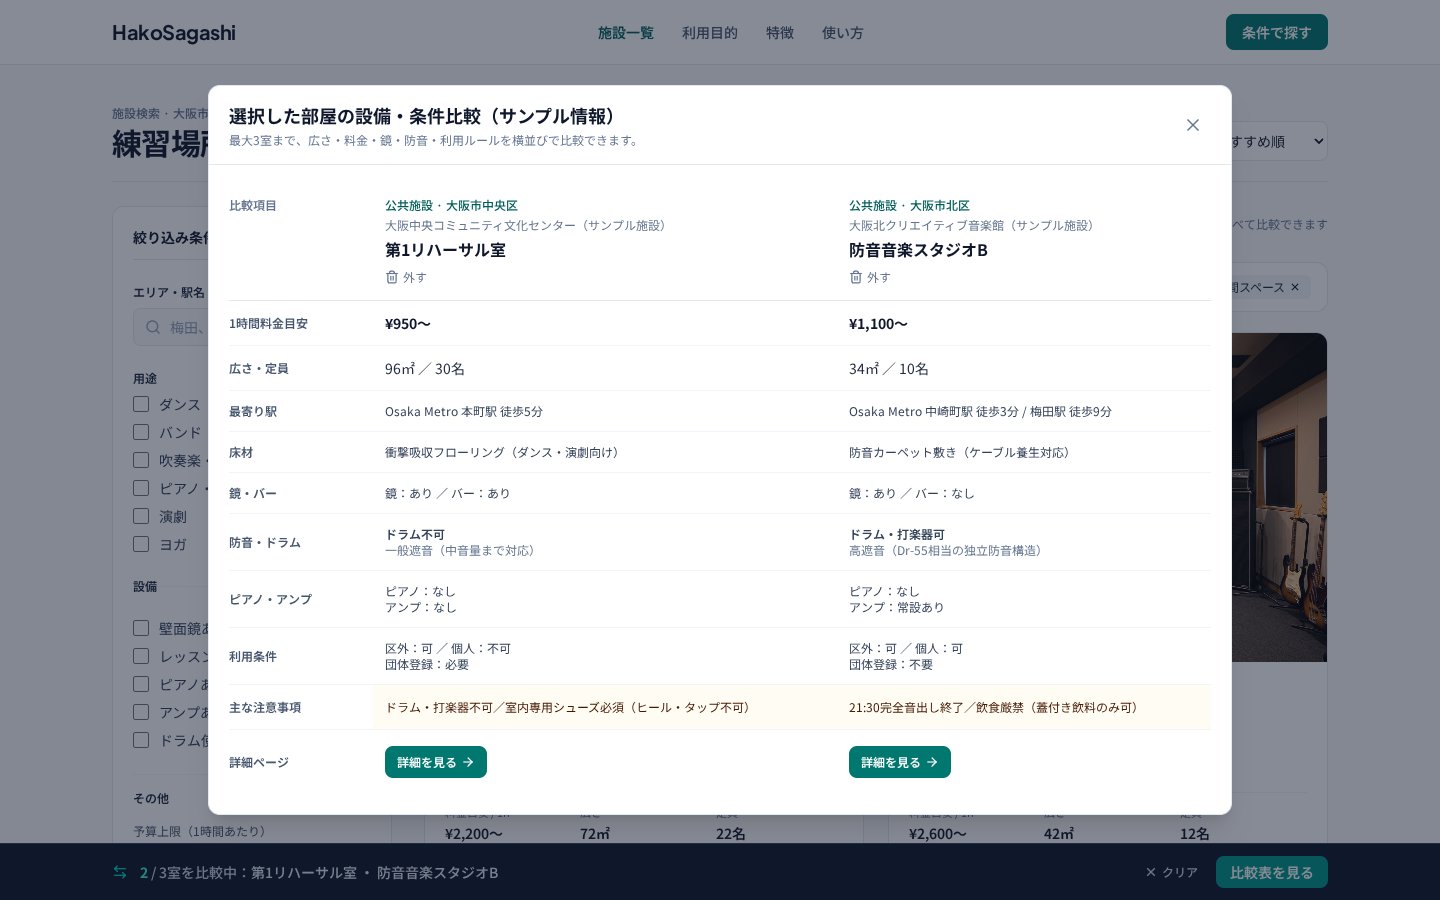 HakoSagashi
施設一覧
利用目的
特徴
使い方
条件で探す
施設検索・大阪市
練習場
すすめ順
選択した部屋の設備・条件比較（サンプル情報）
最大3室まで、広さ・料金・鏡・防音・利用ルールを横並びで比較できます。
絞り込み条件
べて比較できます
エリア・駅名
梅田、
間スペース ×
用途
ダンス
バンド
吹奏楽・
ピアノ・
演劇
ヨガ
設備
壁面鏡あ
レッスン
ピアノあ
アンプあ
ドラム使
その他
予算上限（1時間あたり）
比較項目
公共施設・大阪市中央区
大阪中央コミュニティ文化センター（サンプル施設）
第1リハーサル室
外す
公共施設・大阪市北区
大阪北クリエイティブ音楽館（サンプル施設）
防音音楽スタジオB
外す
1時間料金目安
¥950〜
¥1,100〜
広さ・定員
96㎡ ／ 30名
34㎡ ／ 10名
最寄り駅
Osaka Metro 本町駅 徒歩5分
Osaka Metro 中崎町駅 徒歩3分 / 梅田駅 徒歩9分
床材
衝撃吸収フローリング（ダンス・演劇向け）
防音カーペット敷き（ケーブル養生対応）
鏡・バー
鏡：あり ／ バー：あり
鏡：あり ／ バー：なし
防音・ドラム
ドラム不可
一般遮音（中音量まで対応）
ドラム・打楽器可
高遮音（Dr-55相当の独立防音構造）
ピアノ・アンプ
ピアノ：なし
アンプ：なし
ピアノ：なし
アンプ：常設あり
利用条件
区外：可 ／ 個人：不可
団体登録：必要
区外：可 ／ 個人：可
団体登録：不要
主な注意事項
ドラム・打楽器不可／室内専用シューズ必須（ヒール・タップ不可）
21:30完全音出し終了／飲食厳禁（蓋付き飲料のみ可）
詳細ページ
詳細を見る →
詳細を見る →
¥2,200〜
72㎡
22名
¥2,600〜
42㎡
12名
2 / 3室を比較中：第1リハーサル室 ・ 防音音楽スタジオB
× クリア
比較表を見る